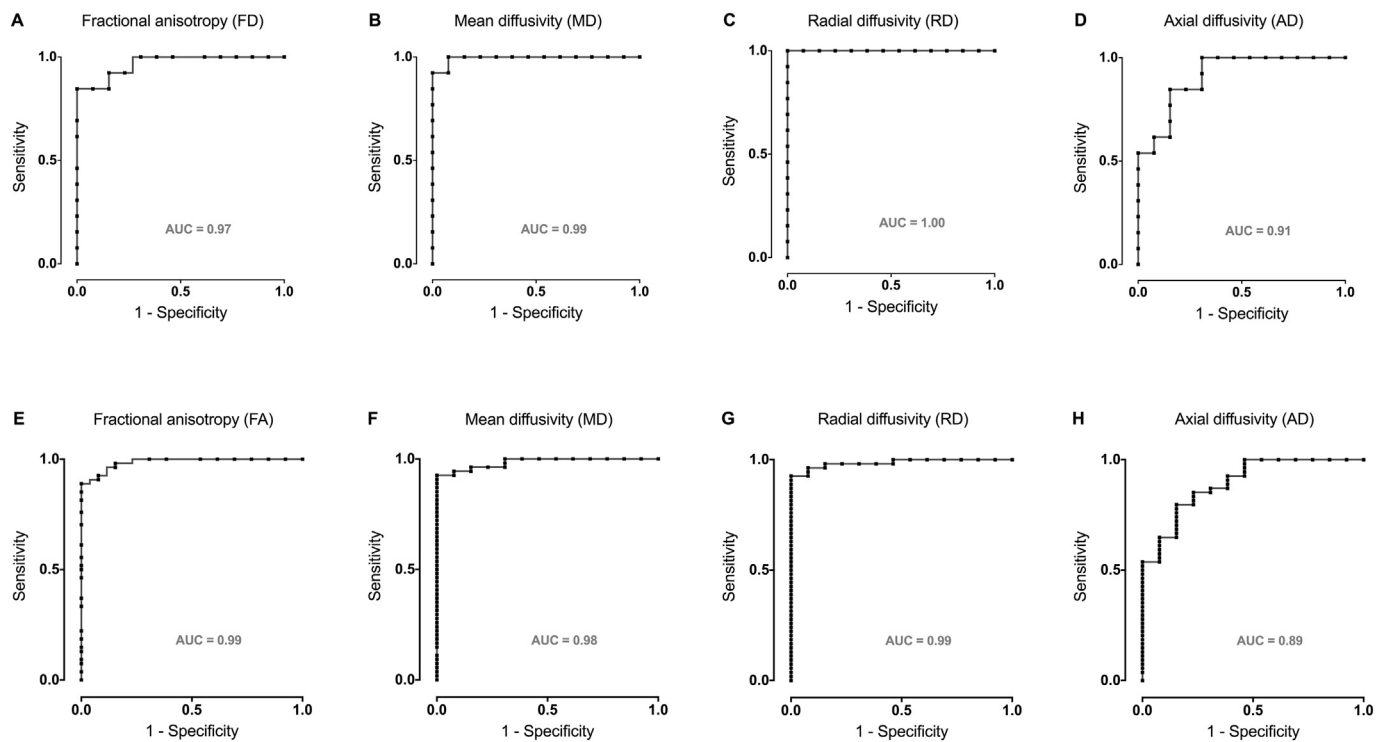 A Fractional anisotropy (FD)
1.0
0.5
0.0
Sensitivity
AUC = 0.97
0.0 0.5 1.0
1 - Specificity
B Mean diffusivity (MD)
1.0
0.5
0.0
Sensitivity
AUC = 0.99
0.0 0.5 1.0
1 - Specificity
C Radial diffusivity (RD)
1.0
0.5
0.0
Sensitivity
AUC = 1.00
0.0 0.5 1.0
1 - Specificity
D Axial diffusivity (AD)
1.0
0.5
0.0
Sensitivity
AUC = 0.91
0.0 0.5 1.0
1 - Specificity
E Fractional anisotropy (FA)
1.0
0.5
0.0
Sensitivity
AUC = 0.99
0.0 0.5 1.0
1 - Specificity
F Mean diffusivity (MD)
1.0
0.5
0.0
Sensitivity
AUC = 0.98
0.0 0.5 1.0
1 - Specificity
G Radial diffusivity (RD)
1.0
0.5
0.0
Sensitivity
AUC = 0.99
0.0 0.5 1.0
1 - Specificity
H Axial diffusivity (AD)
1.0
0.5
0.0
Sensitivity
AUC = 0.89
0.0 0.5 1.0
1 - Specificity